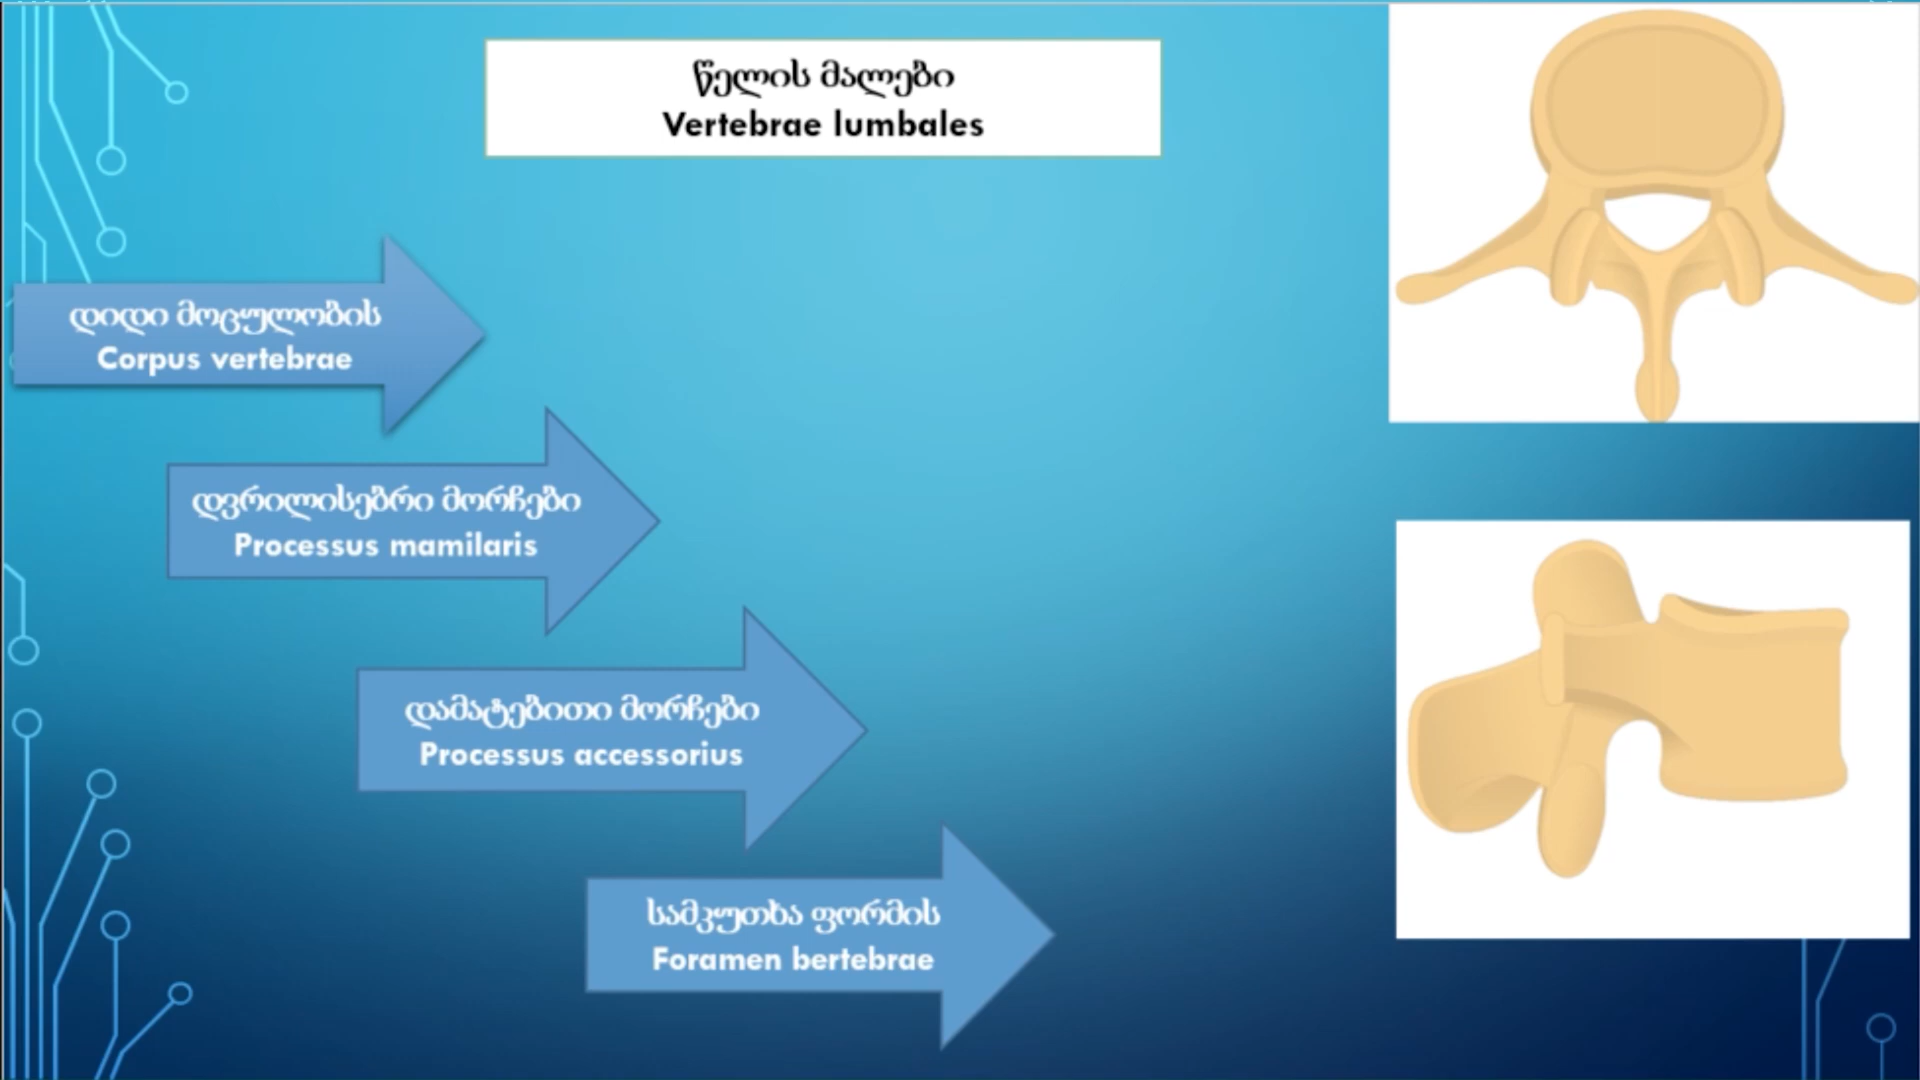 წელის მალები
Vertebrae lumbales
დიდი მოცულობის
Corpus vertebrae
დვრილისებრი მორჩები
Processus mamilaris
დამატებითი მორჩები
Processus accessorius
სამკუთხა ფორმის
Foramen bertebrae